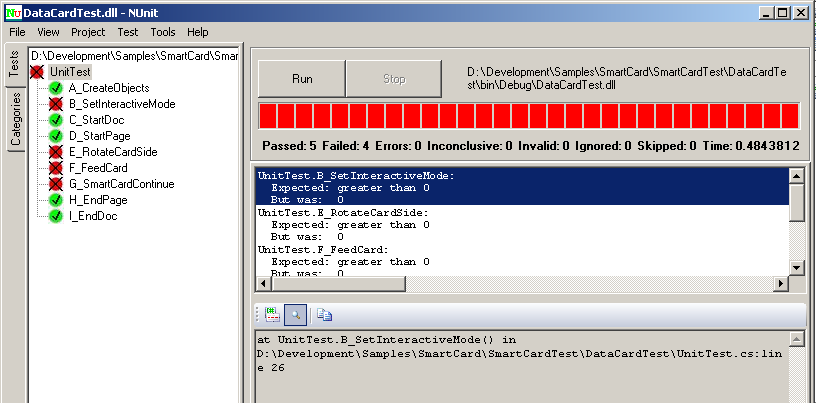 DataCardTest.dll - NUnit
File View Project Test Tools Help
Tests
Categories
D:\Development\Samples\SmartCard\Smar
UnitTest
A_CreateObjects
B_SetInteractiveMode
C_StartDoc
D_StartPage
E_RotateCardSide
F_FeedCard
G_SmartCardContinue
H_EndPage
I_EndDoc
Run
Stop
D:\Development\Samples\SmartCard\SmartCardTest\DataCardTe
st\bin\Debug\DataCardTest.dll
Passed: 5 Failed: 4 Errors: 0 Inconclusive: 0 Invalid: 0 Ignored: 0 Skipped: 0 Time: 0.4843812
UnitTest.B_SetInteractiveMode:
Expected: greater than 0
But was: 0
UnitTest.E_RotateCardSide:
Expected: greater than 0
But was: 0
UnitTest.F_FeedCard:
Expected: greater than 0
But was: 0
at UnitTest.B_SetInteractiveMode() in
D:\Development\Samples\SmartCard\SmartCardTest\DataCardTest\UnitTest.cs:lin
e 26